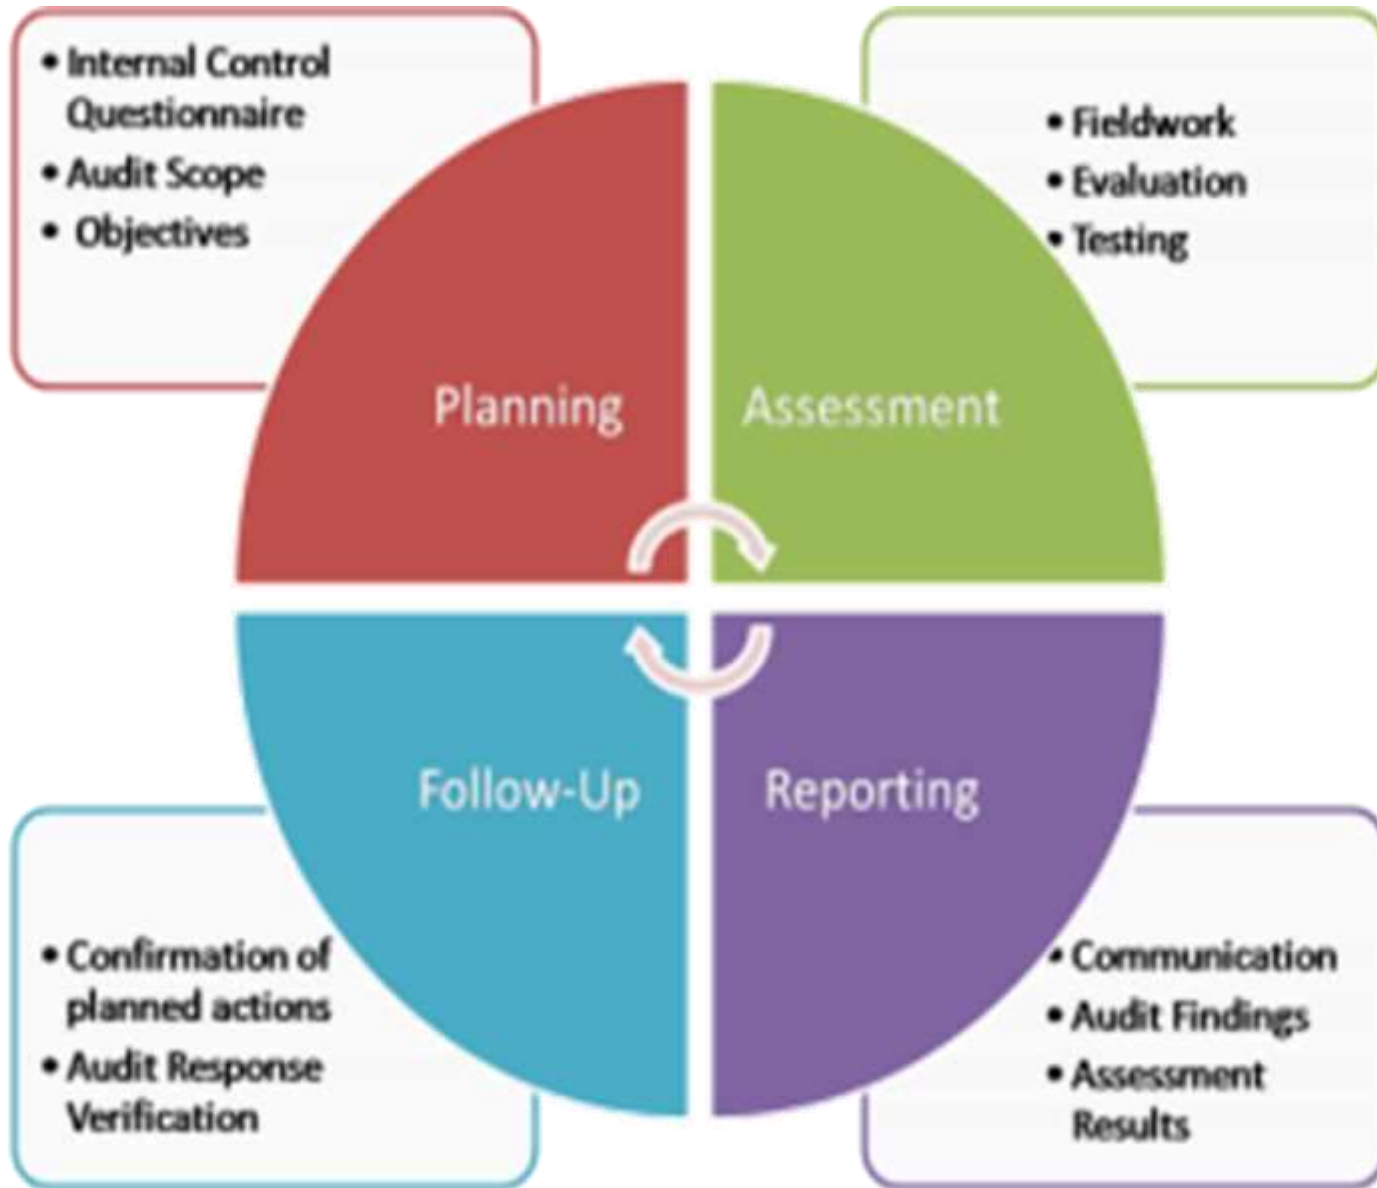 • Internal Control
Questionnaire
• Audit Scope
• Objectives
• Fieldwork
• Evaluation
• Testing
Planning
Assessment
Follow-Up
Reporting
• Confirmation of
planned actions
• Audit Response
Verification
• Communication
• Audit Findings
• Assessment
Results